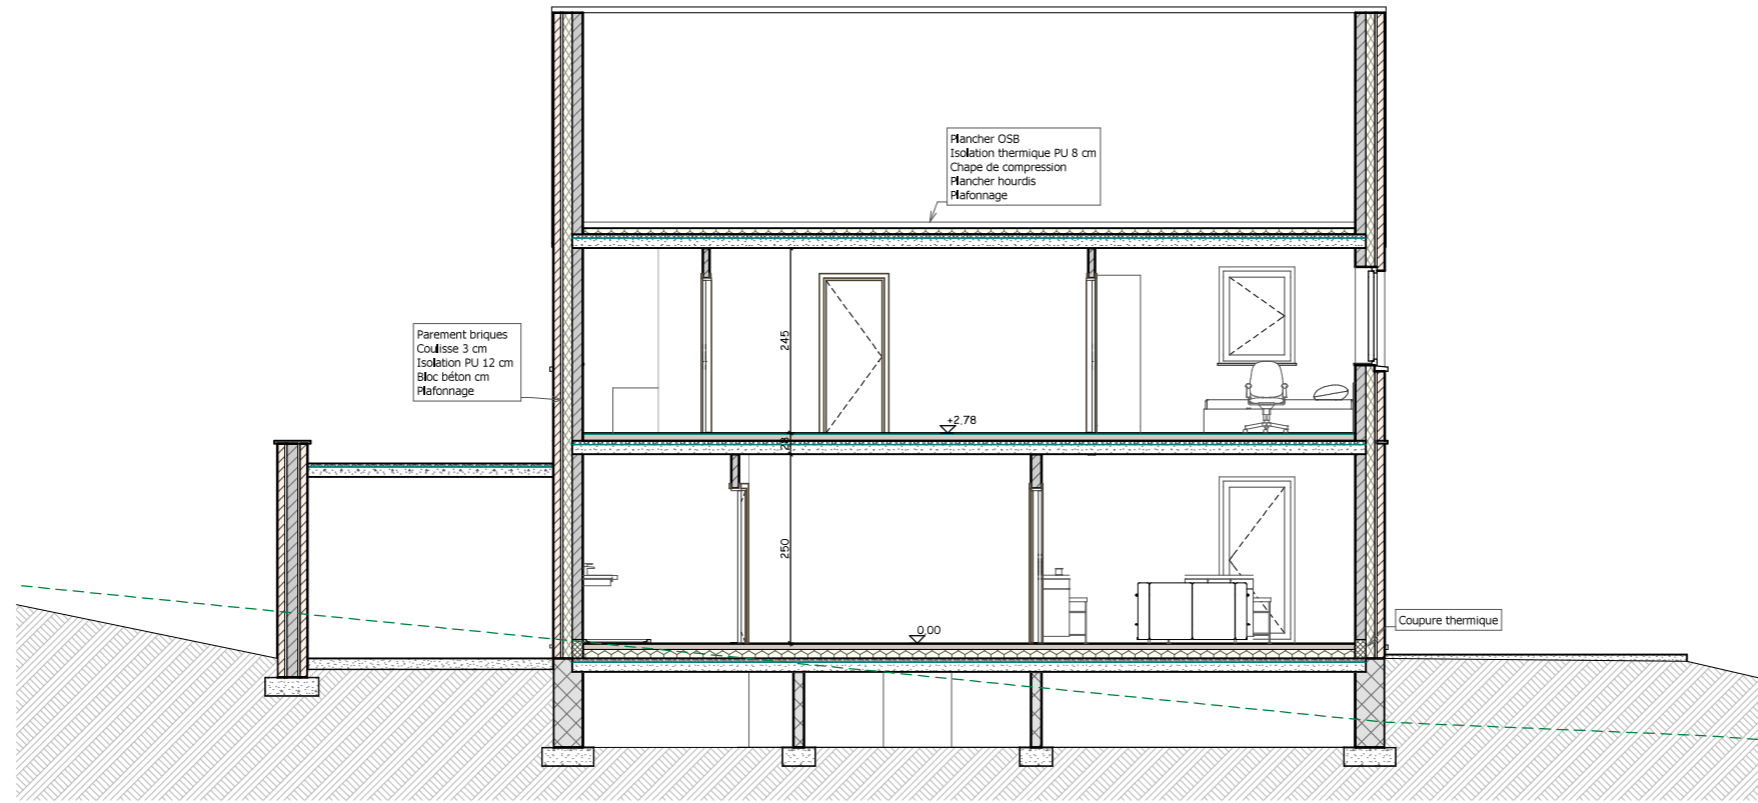 Plancher OSB
Isolation thermique PU 8 cm
Chape de compression
Plancher hourdis
Plafonnage
Parement briques
Coulisse 3 cm
Isolation PU 12 cm
Bloc béton cm
Plafonnage
245
+2,78
28
250
0,00
Coupure thermique